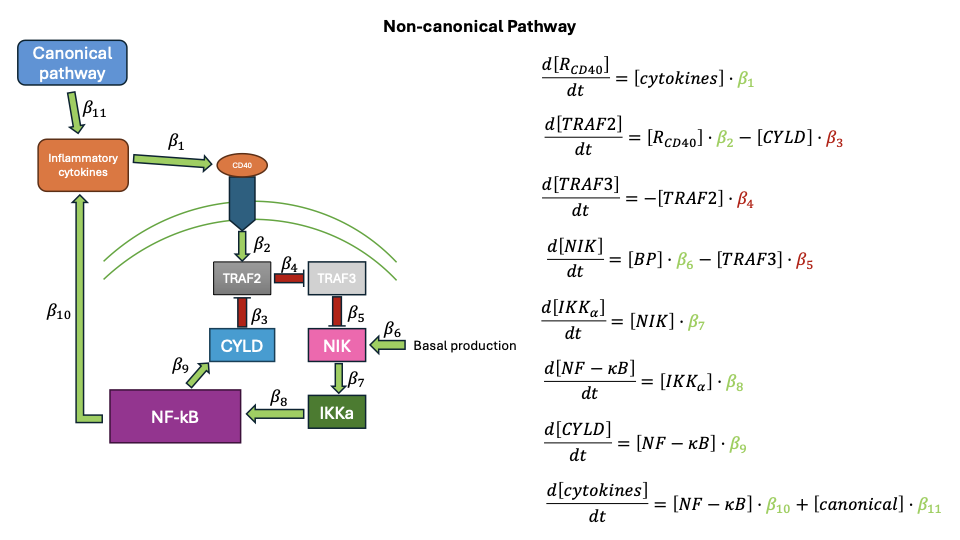 Non-canonical Pathway
Canonical
pathway
β11
Inflammatory
cytokines
β1
CD40
β2
TRAF2
β4
TRAF3
β3
β5
β6
Basal production
CYLD
NIK
β7
β9
β8
IKKa
NF-kB
β10
d[R_CD40]/dt = [cytokines] · β1
d[TRAF2]/dt = [R_CD40] · β2 − [CYLD] · β3
d[TRAF3]/dt = −[TRAF2] · β4
d[NIK]/dt = [BP] · β6 − [TRAF3] · β5
d[IKK_α]/dt = [NIK] · β7
d[NF − κB]/dt = [IKK_α] · β8
d[CYLD]/dt = [NF − κB] · β9
d[cytokines]/dt = [NF − κB] · β10 + [canonical] · β11